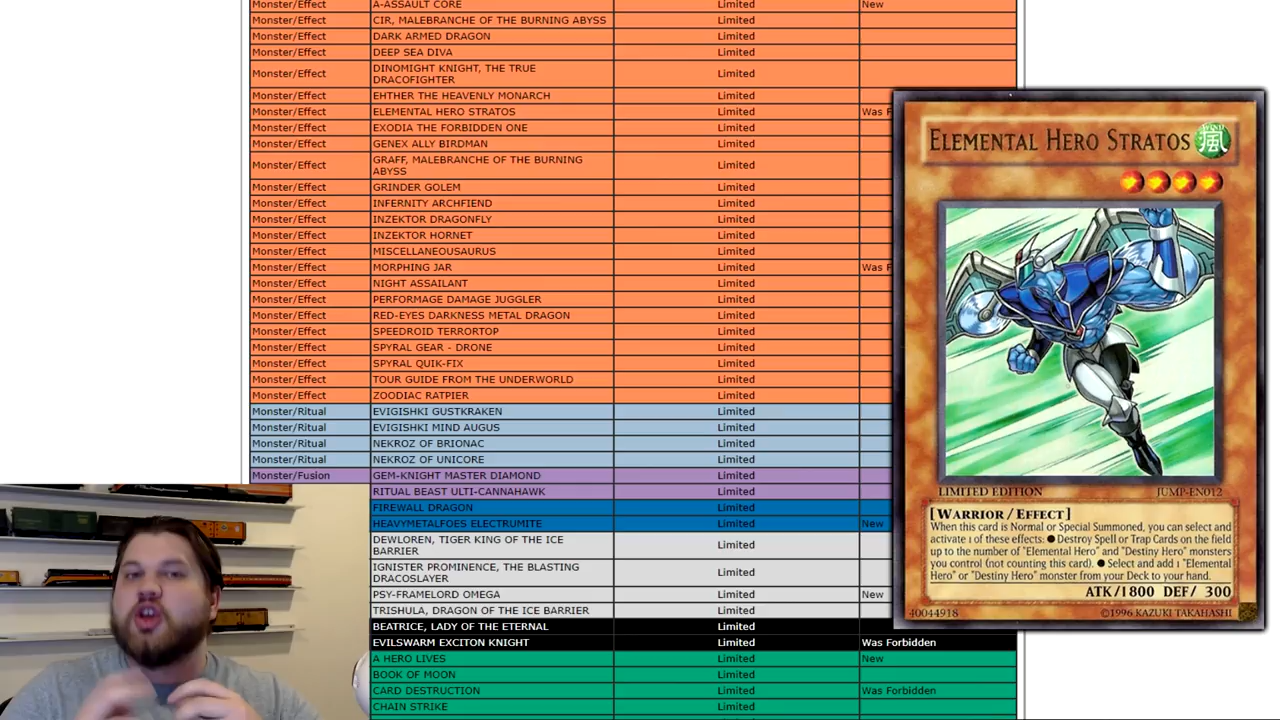 Monster/Effect A-ASSAULT CORE Limited New
Monster/Effect CIR, MALEBRANCHE OF THE BURNING ABYSS Limited
Monster/Effect DARK ARMED DRAGON Limited
Monster/Effect DEEP SEA DIVA Limited
Monster/Effect DINOMIGHT KNIGHT, THE TRUE
DRACOFIGHTER Limited
Monster/Effect EHTHER THE HEAVENLY MONARCH Limited
Monster/Effect ELEMENTAL HERO STRATOS Limited Was F
Monster/Effect EXODIA THE FORBIDDEN ONE Limited
Monster/Effect GENEX ALLY BIRDMAN Limited
Monster/Effect GRAFF, MALEBRANCHE OF THE BURNING
ABYSS Limited
Monster/Effect GRINDER GOLEM Limited
Monster/Effect INFERNITY ARCHFIEND Limited
Monster/Effect INZEKTOR DRAGONFLY Limited
Monster/Effect INZEKTOR HORNET Limited
Monster/Effect MISCELLANEOUSAURUS Limited
Monster/Effect MORPHING JAR Limited Was F
Monster/Effect NIGHT ASSAILANT Limited
Monster/Effect PERFORMAGE DAMAGE JUGGLER Limited
Monster/Effect RED-EYES DARKNESS METAL DRAGON Limited
Monster/Effect SPEEDROID TERRORTOP Limited
Monster/Effect SPYRAL GEAR - DRONE Limited
Monster/Effect SPYRAL QUIK-FIX Limited
Monster/Effect TOUR GUIDE FROM THE UNDERWORLD Limited
Monster/Effect ZOODIAC RATPIER Limited
Monster/Ritual EVIGISHKI GUSTKRAKEN Limited
Monster/Ritual EVIGISHKI MIND AUGUS Limited
Monster/Ritual NEKROZ OF BRIONAC Limited
Monster/Ritual NEKROZ OF UNICORE Limited
Monster/Fusion GEM-KNIGHT MASTER DIAMOND Limited
RITUAL BEAST ULTI-CANNAHAWK Limited
FIREWALL DRAGON Limited
HEAVYMETALFOES ELECTRUMITE Limited New
DEWLOREN, TIGER KING OF THE ICE
BARRIER Limited
IGNISTER PROMINENCE, THE BLASTING
DRACOSLAYER Limited
PSY-FRAMELORD OMEGA Limited New
TRISHULA, DRAGON OF THE ICE BARRIER Limited
BEATRICE, LADY OF THE ETERNAL Limited
EVILSWARM EXCITON KNIGHT Limited Was Forbidden
A HERO LIVES Limited New
BOOK OF MOON Limited
CARD DESTRUCTION Limited Was Forbidden
CHAIN STRIKE Limited
ELEMENTAL HERO STRATOS
WIND
風
LIMITED EDITION JUMP-EN012
[WARRIOR/EFFECT]
When this card is Normal or Special Summoned, you can select and
activate 1 of these effects: ● Destroy Spell or Trap Cards on the field
up to the number of "Elemental Hero" and "Destiny Hero" monsters
you control (not counting this card). ● Select and add 1 "Elemental
Hero" or "Destiny Hero" monster from your Deck to your hand.
ATK/1800 DEF/ 300
40044918 ©1996 KAZUKI TAKAHASHI